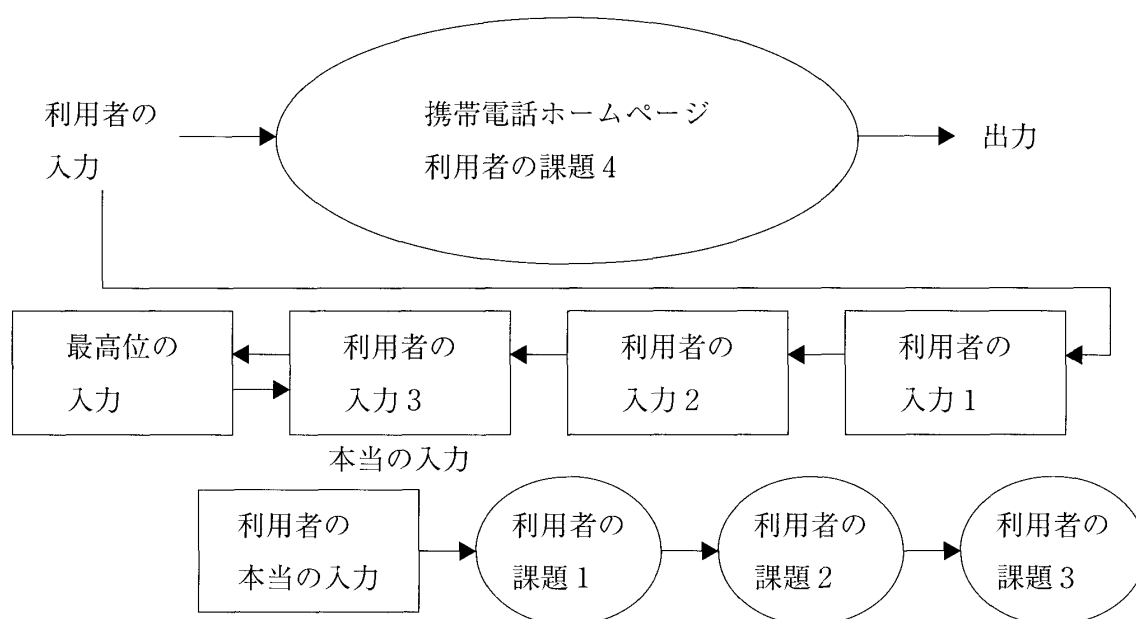 利用者の
入力
携帯電話ホームページ
利用者の課題4
出力
最高位の
入力
利用者の
入力3
利用者の
入力2
利用者の
入力1
本当の入力
利用者の
本当の入力
利用者の
課題1
利用者の
課題2
利用者の
課題3